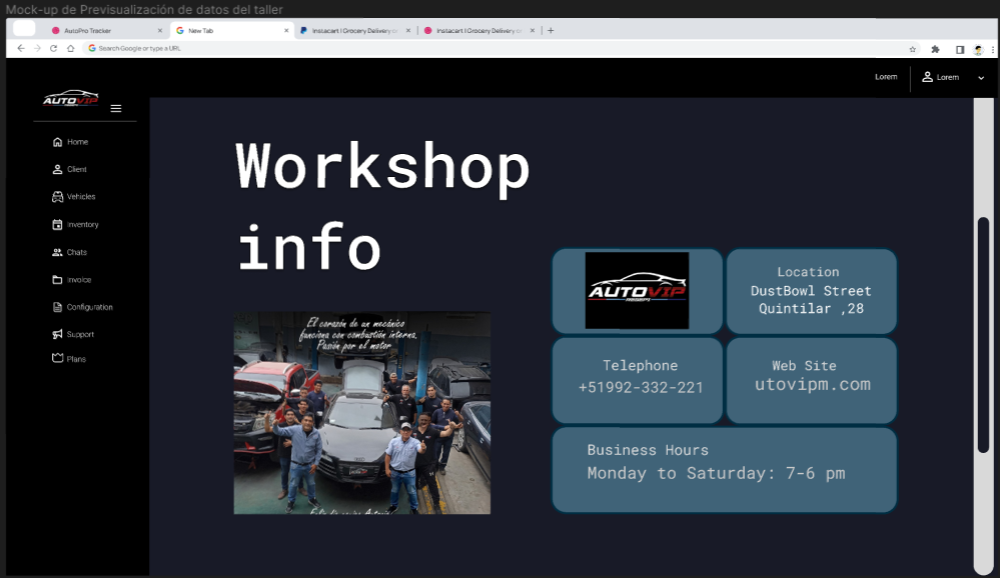 Mock-up de Previsualización de datos del taller
AutoPro Tracker
New Tab
Instacart | Grocery Delivery
Instacart | Grocery Delivery
Search Google or type a URL
Lorem
Lorem
AUTOVIP
Home
Client
Vehicles
Inventory
Chats
Invoice
Configuration
Support
Plans
Workshop
info
El corazón de un mecánico
funciona con combustión interna.
Pasión por el motor
AUTOVIP
Location
DustBowl Street
Quintilar ,28
Telephone
+51992-332-221
Web Site
utovipm.com
Business Hours
Monday to Saturday: 7-6 pm